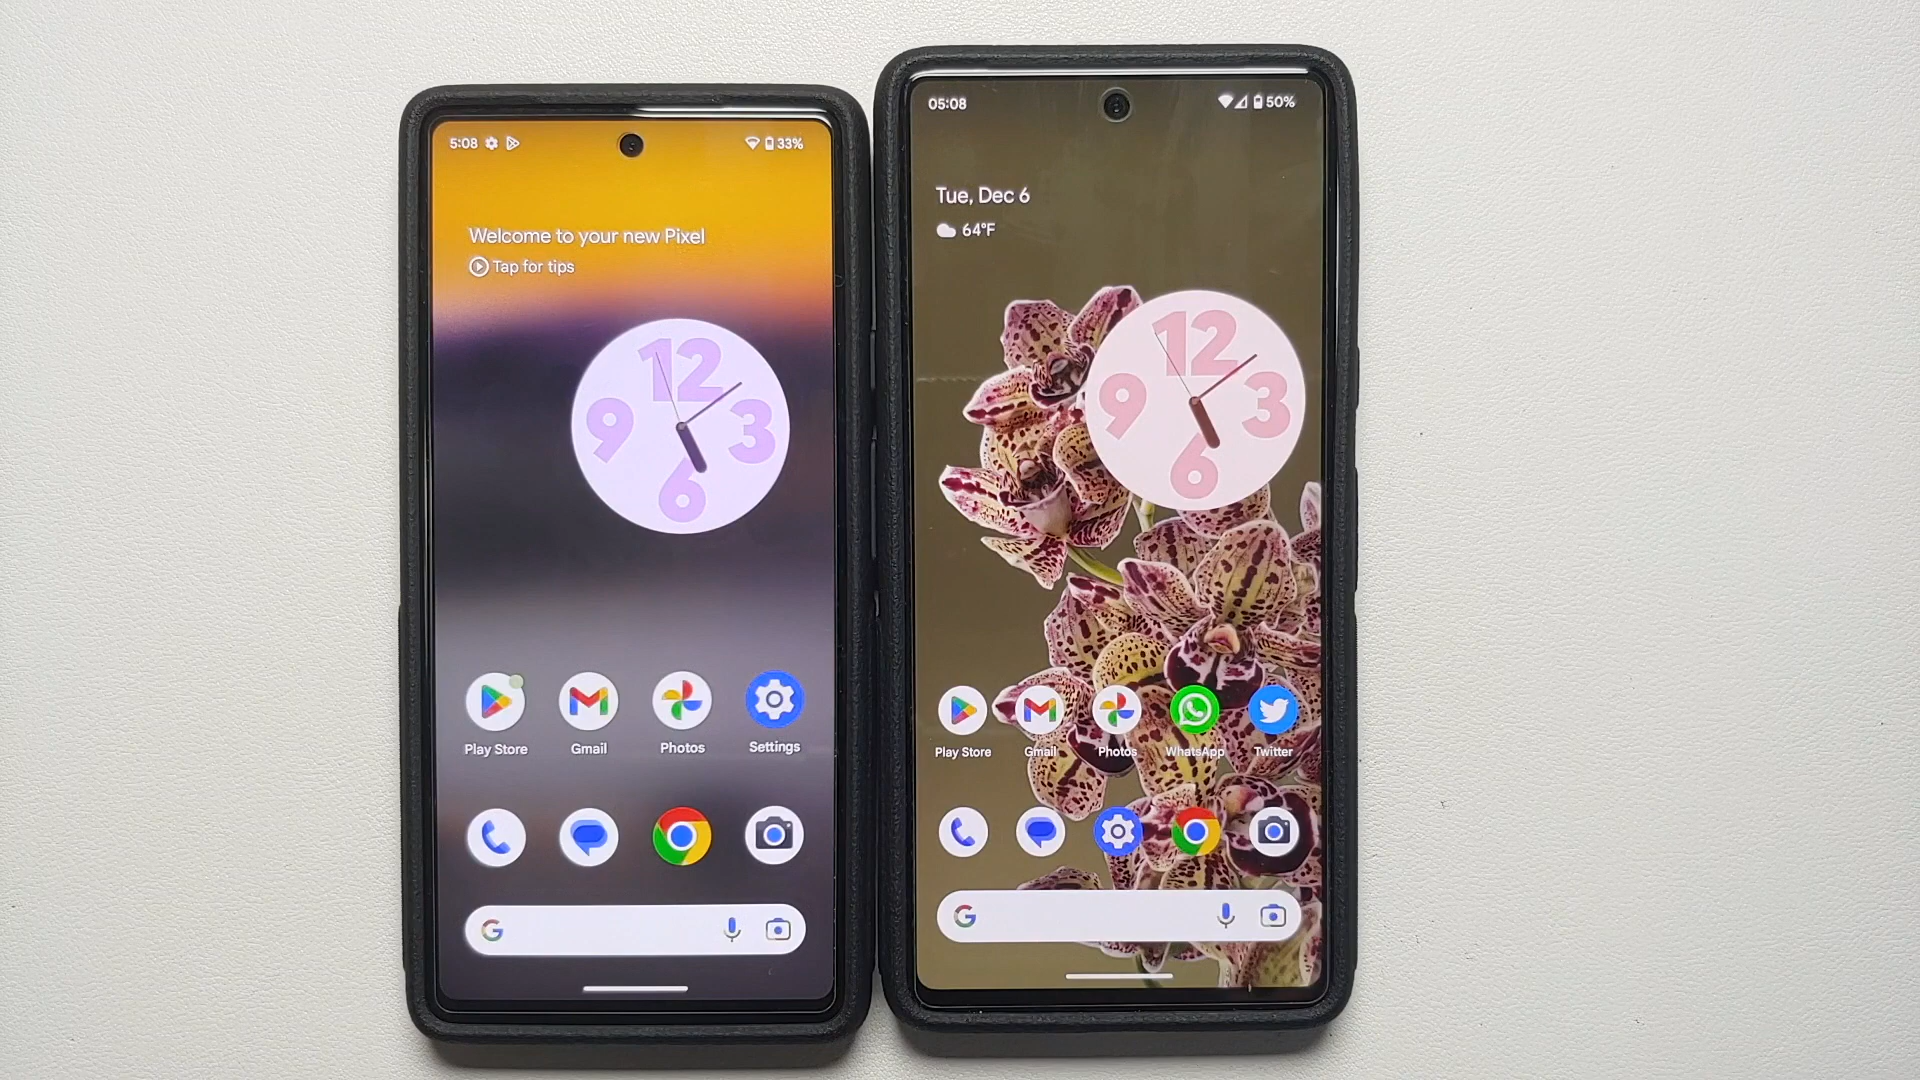 5:08
33%
Welcome to your new Pixel
Tap for tips
12
9
3
6
Play Store
Gmail
Photos
Settings
G
05:08
50%
Tue, Dec 6
64°F
12
9
3
6
Play Store
Gmail
Photos
WhatsApp
Twitter
G